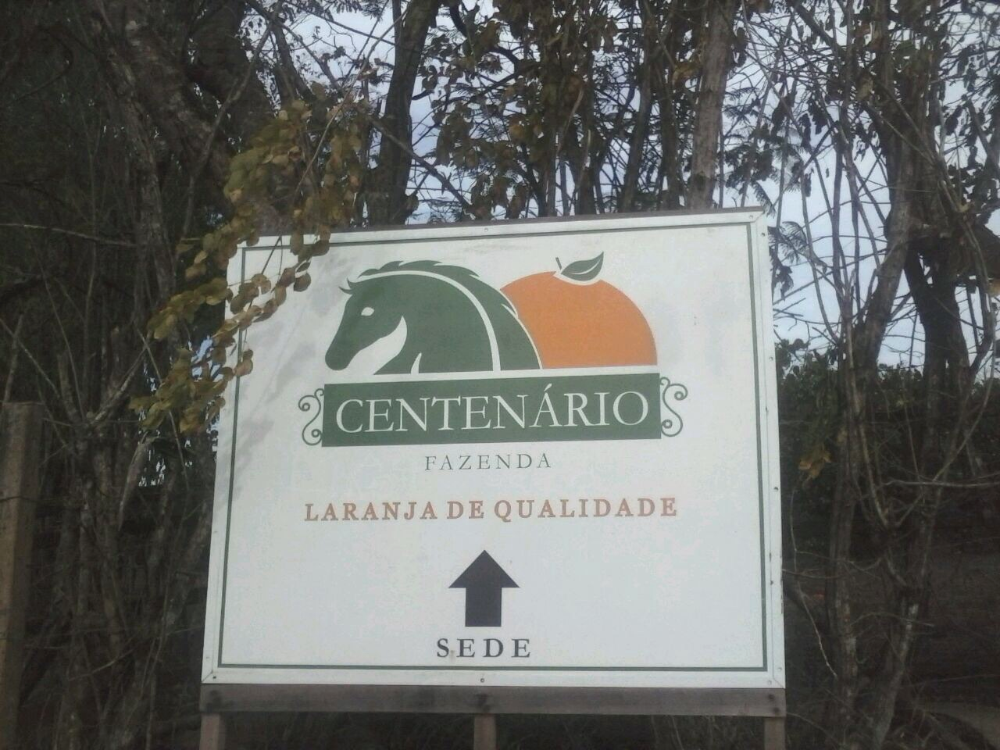 CENTENÁRIO
FAZENDA
LARANJA DE QUALIDADE
SEDE